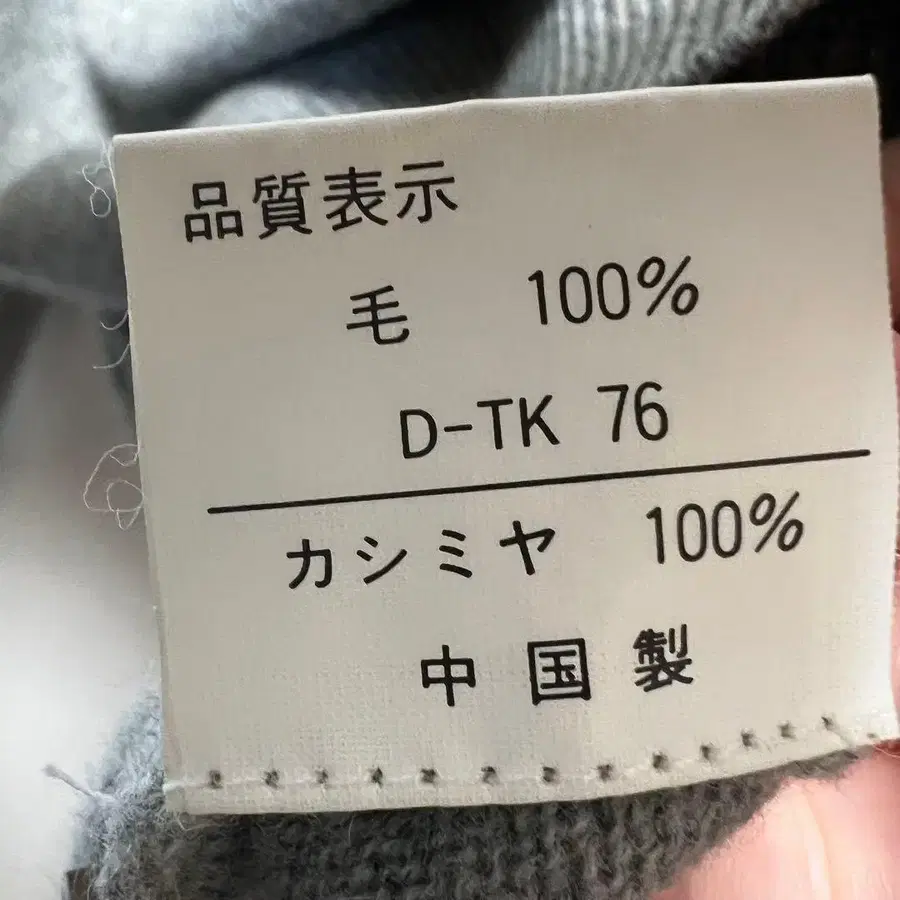 品質表示
毛 100%
D-TK 76
カシミヤ 100%
中国製